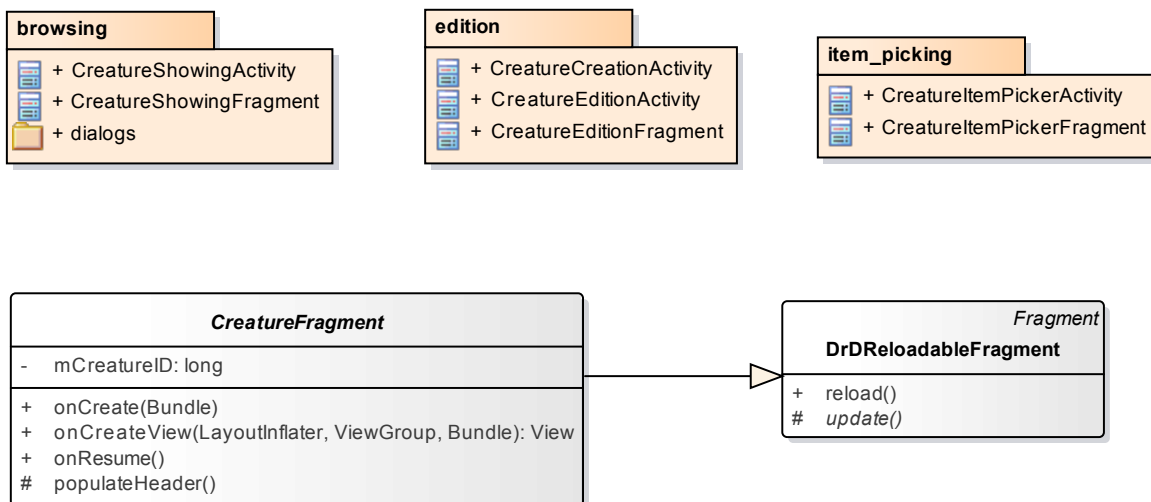 browsing
+ CreatureShowingActivity
+ CreatureShowingFragment
+ dialogs
edition
+ CreatureCreationActivity
+ CreatureEditionActivity
+ CreatureEditionFragment
item_picking
+ CreatureItemPickerActivity
+ CreatureItemPickerFragment
CreatureFragment
- mCreatureID: long
+ onCreate(Bundle)
+ onCreateView(LayoutInflater, ViewGroup, Bundle): View
+ onResume()
# populateHeader()
Fragment
DrDReloadableFragment
+ reload()
# update()